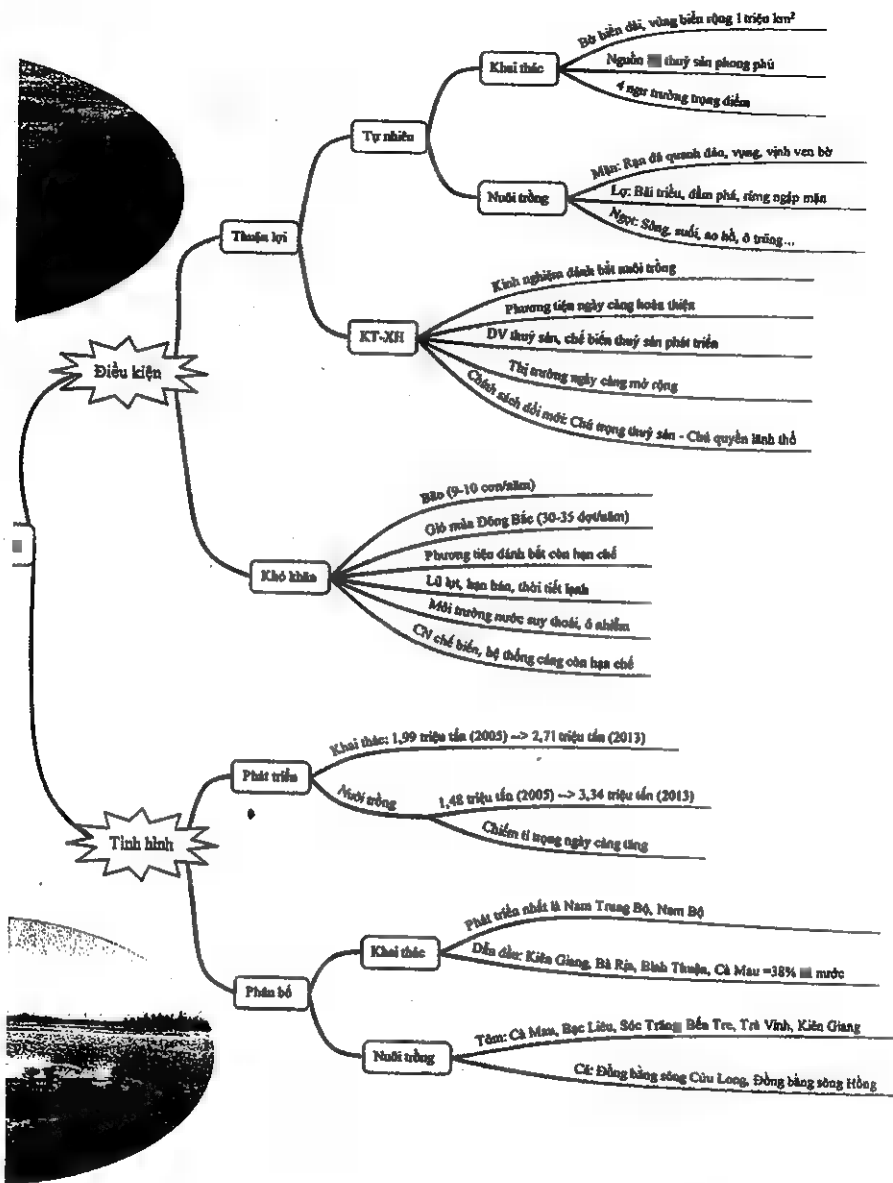 Điều kiện
Thuận lợi
Tự nhiên
Khai thác
Bờ biển dài, vùng biển rộng 1 triệu km²
Nguồn thuỷ sản phong phú
4 ngư trường trọng điểm
Nuôi trồng
Mặn: Rạn đá quanh đảo, vụng, vịnh ven bờ
Lợ: Bãi triều, đầm phá, rừng ngập mặn
Ngọt: Sông, suối, ao hồ, ô trũng...
KT-XH
Kinh nghiệm đánh bắt nuôi trồng
Phương tiện ngày càng hoàn thiện
DV thuỷ sản, chế biến thuỷ sản phát triển
Thị trường ngày càng mở rộng
Chính sách đổi mới: Chú trọng thuỷ sản - Chủ quyền lãnh thổ
Khó khăn
Bão (9-10 cơn/năm)
Gió mùa Đông Bắc (30-35 đợt/năm)
Phương tiện đánh bắt còn hạn chế
Lũ lụt, hạn hán, thời tiết lạnh
Môi trường nước suy thoái, ô nhiễm
CN chế biến, hệ thống cảng còn hạn chế
Tình hình
Phát triển
Khai thác: 1,99 triệu tấn (2005) --> 2,71 triệu tấn (2013)
Nuôi trồng
1,48 triệu tấn (2005) --> 3,34 triệu tấn (2013)
Chiếm tỉ trọng ngày càng tăng
Phân bố
Khai thác
Phát triển nhất là Nam Trung Bộ, Nam Bộ
Dẫn đầu: Kiên Giang, Bà Rịa, Bình Thuận, Cà Mau =38% nước
Nuôi trồng
Tôm: Cà Mau, Bạc Liêu, Sóc Trăng Bến Tre, Trà Vinh, Kiên Giang
Cá: Đồng bằng sông Cửu Long, Đồng bằng sông Hồng